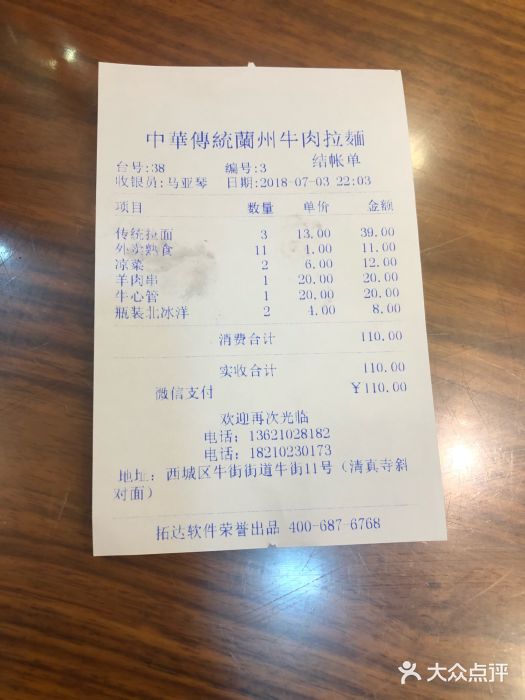 中華傳統蘭州牛肉拉麵
结帐单
台号:38 编号:3
收银员:马亚琴 日期:2018-07-03 22:03
项目 数量 单价 金额
传统拉面 3 13.00 39.00
外卖熟食 11 1.00 11.00
凉菜 2 6.00 12.00
羊肉串 1 20.00 20.00
牛心管 1 20.00 20.00
瓶装北冰洋 2 4.00 8.00
消费合计 110.00
实收合计 110.00
微信支付 ¥110.00
欢迎再次光临
电话：13621028182
电话：18210230173
地址：西城区牛街街道牛街11号（清真寺斜
对面）
拓达软件荣誉出品 400-687-6768
大众点评